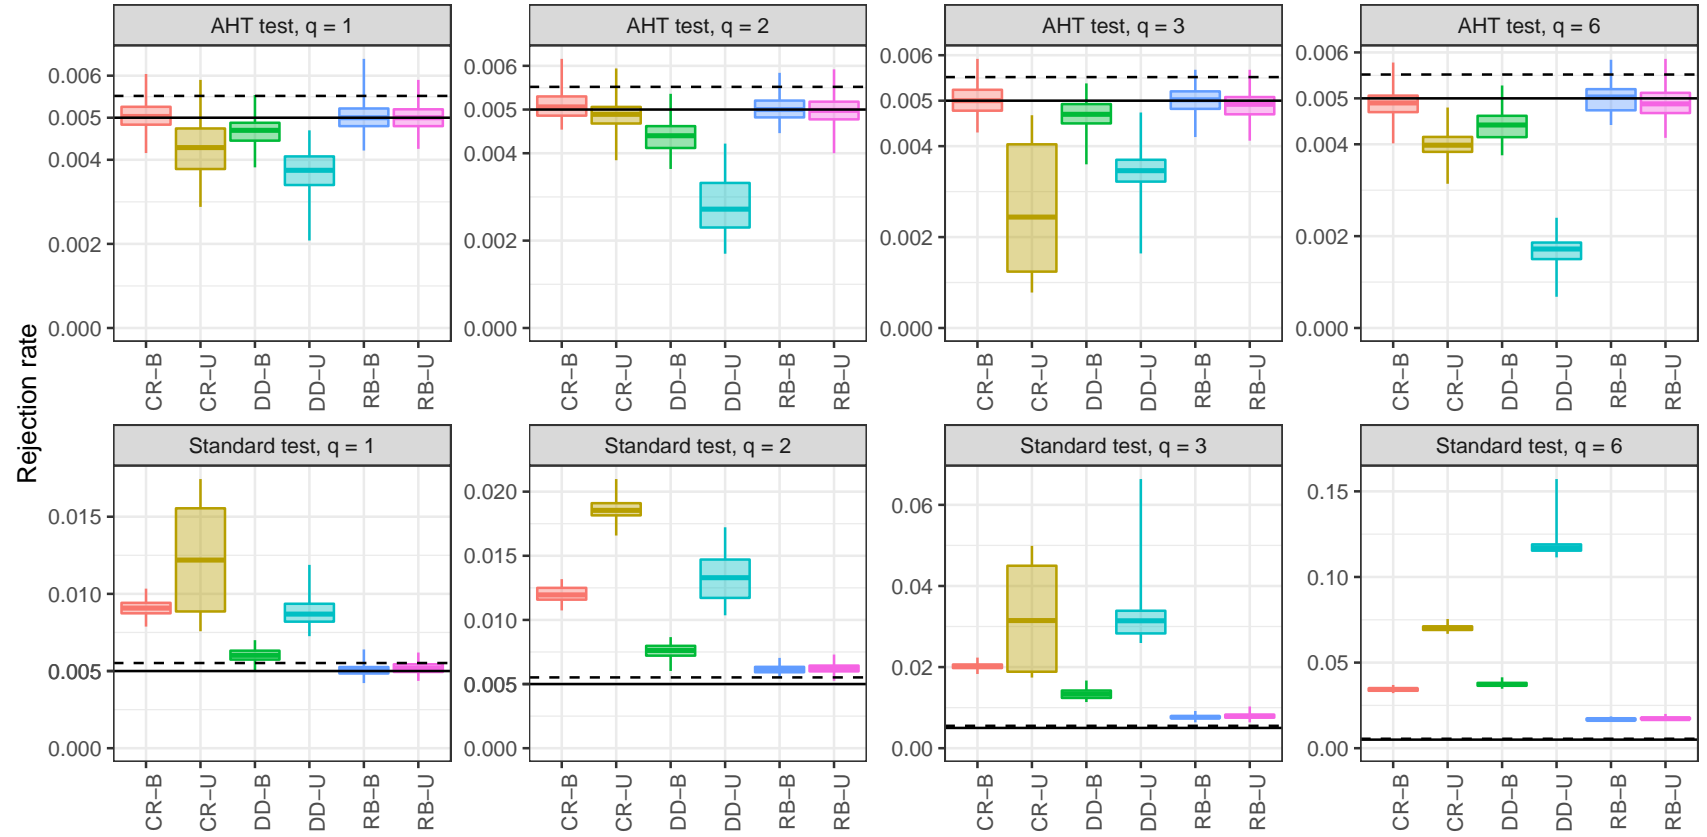 Rejection rate
AHT test, q = 1
0.006
0.005
0.004
0.002
0.000
CR−B
CR−U
DD−B
DD−U
RB−B
RB−U
AHT test, q = 2
0.006
0.005
0.004
0.002
0.000
CR−B
CR−U
DD−B
DD−U
RB−B
RB−U
AHT test, q = 3
0.006
0.005
0.004
0.002
0.000
CR−B
CR−U
DD−B
DD−U
RB−B
RB−U
AHT test, q = 6
0.006
0.005
0.004
0.002
0.000
CR−B
CR−U
DD−B
DD−U
RB−B
RB−U
Standard test, q = 1
0.015
0.010
0.005
0.000
CR−B
CR−U
DD−B
DD−U
RB−B
RB−U
Standard test, q = 2
0.020
0.015
0.010
0.005
0.000
CR−B
CR−U
DD−B
DD−U
RB−B
RB−U
Standard test, q = 3
0.06
0.04
0.02
0.00
CR−B
CR−U
DD−B
DD−U
RB−B
RB−U
Standard test, q = 6
0.15
0.10
0.05
0.00
CR−B
CR−U
DD−B
DD−U
RB−B
RB−U